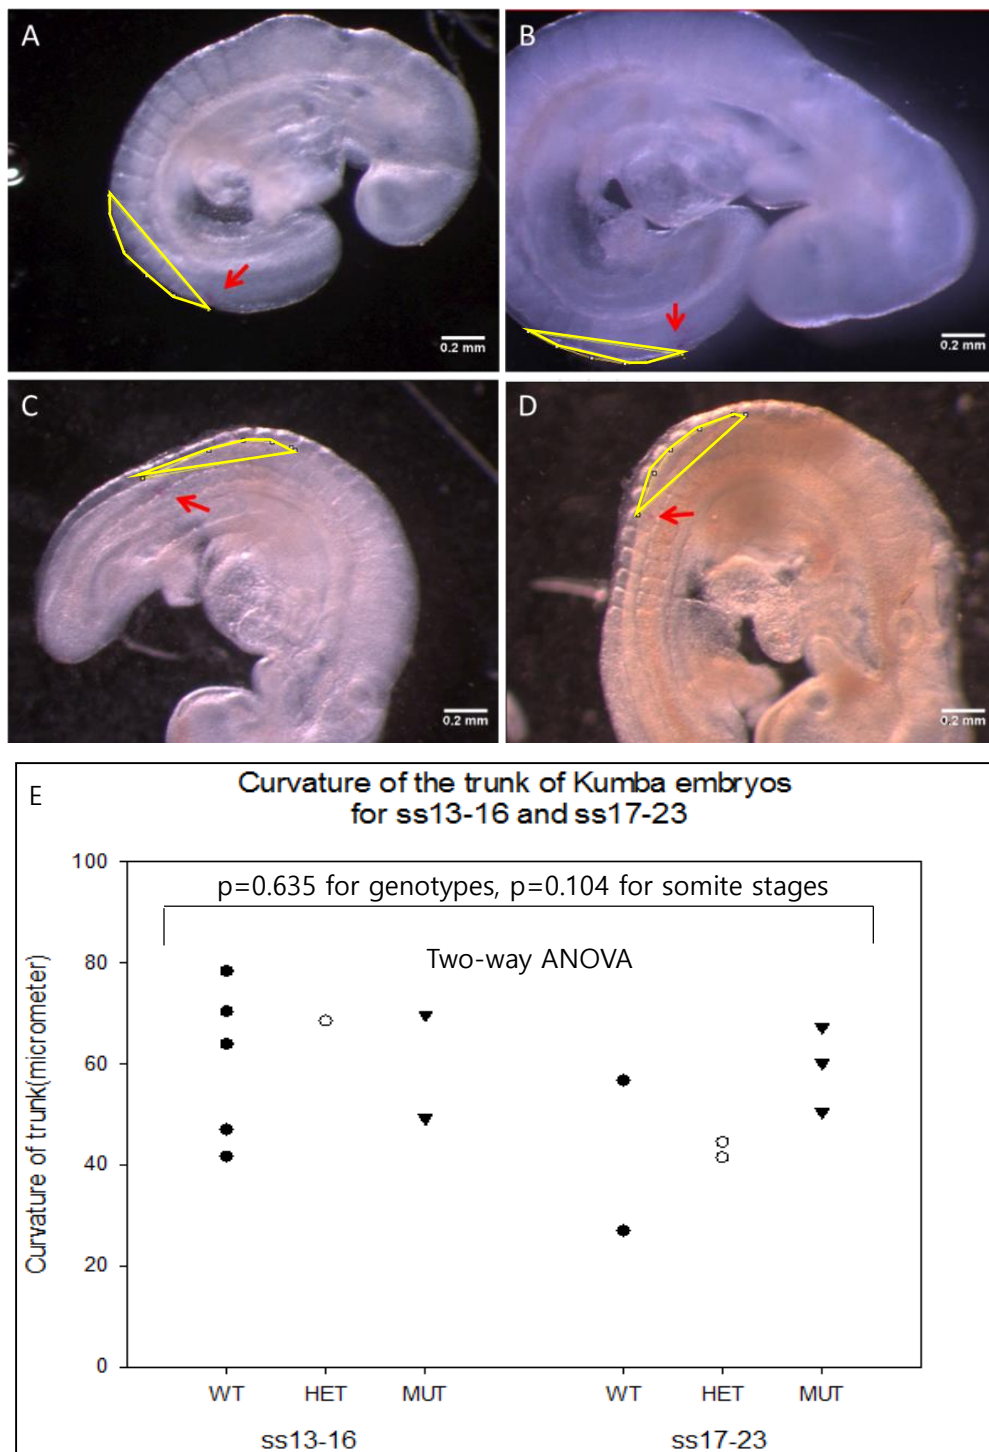 A
B
0.2 mm
0.2 mm
C
D
0.2 mm
0.2 mm
E
Curvature of the trunk of Kumba embryos
for ss13-16 and ss17-23
p=0.635 for genotypes, p=0.104 for somite stages
Two-way ANOVA
Curvature of trunk(micrometer)
100
80
60
40
20
0
WT HET MUT WT HET MUT
ss13-16 ss17-23